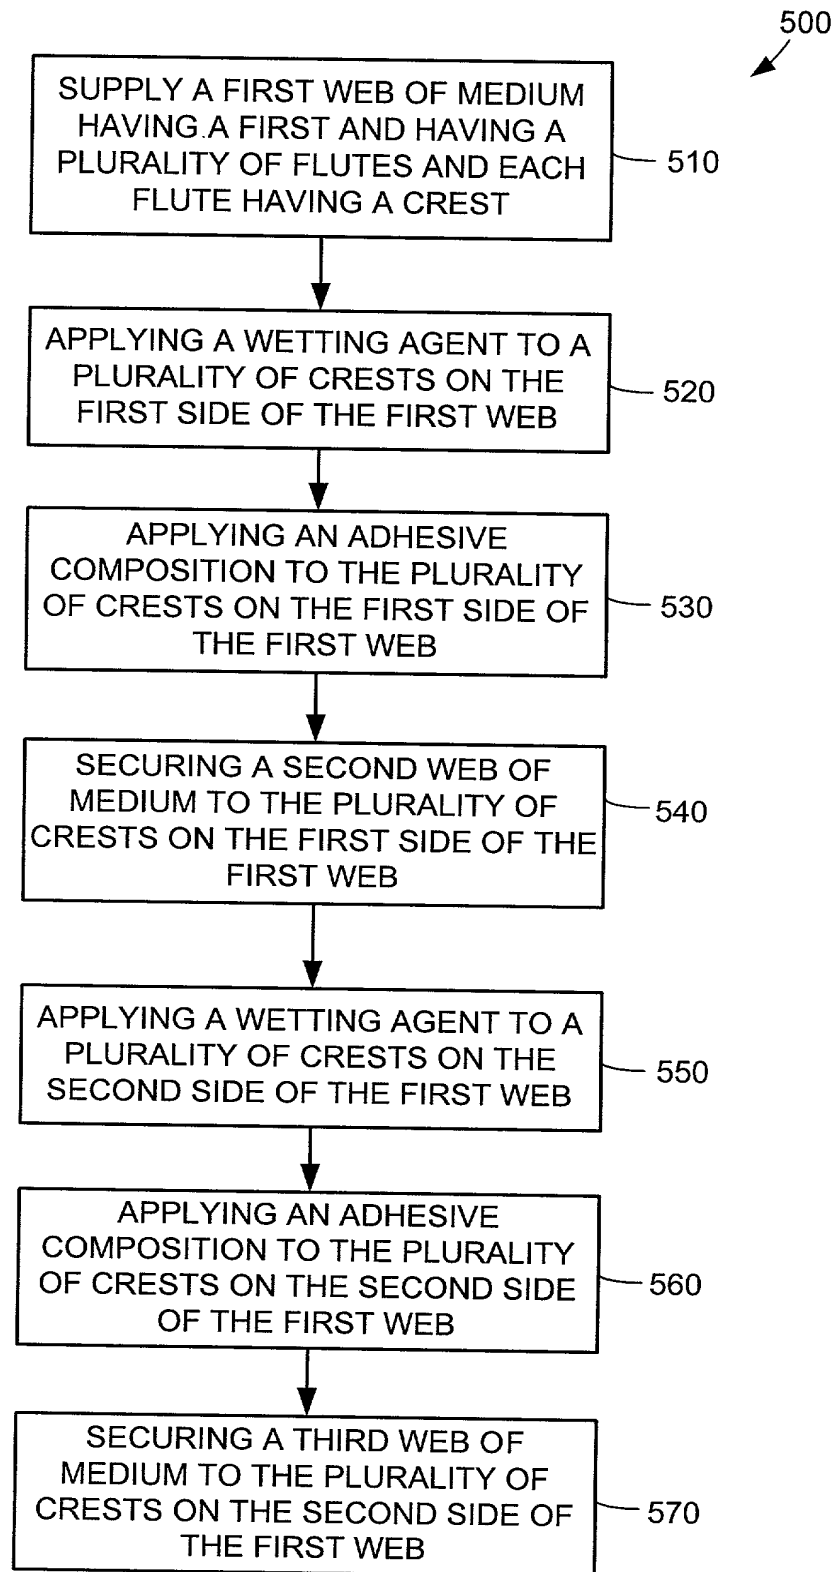 500
SUPPLY A FIRST WEB OF MEDIUM
HAVING A FIRST AND HAVING A
PLURALITY OF FLUTES AND EACH
FLUTE HAVING A CREST
510
APPLYING A WETTING AGENT TO A
PLURALITY OF CRESTS ON THE
FIRST SIDE OF THE FIRST WEB
520
APPLYING AN ADHESIVE
COMPOSITION TO THE PLURALITY
OF CRESTS ON THE FIRST SIDE OF
THE FIRST WEB
530
SECURING A SECOND WEB OF
MEDIUM TO THE PLURALITY OF
CRESTS ON THE FIRST SIDE OF THE
FIRST WEB
540
APPLYING A WETTING AGENT TO A
PLURALITY OF CRESTS ON THE
SECOND SIDE OF THE FIRST WEB
550
APPLYING AN ADHESIVE
COMPOSITION TO THE PLURALITY
OF CRESTS ON THE SECOND SIDE
OF THE FIRST WEB
560
SECURING A THIRD WEB OF
MEDIUM TO THE PLURALITY OF
CRESTS ON THE SECOND SIDE OF
THE FIRST WEB
570